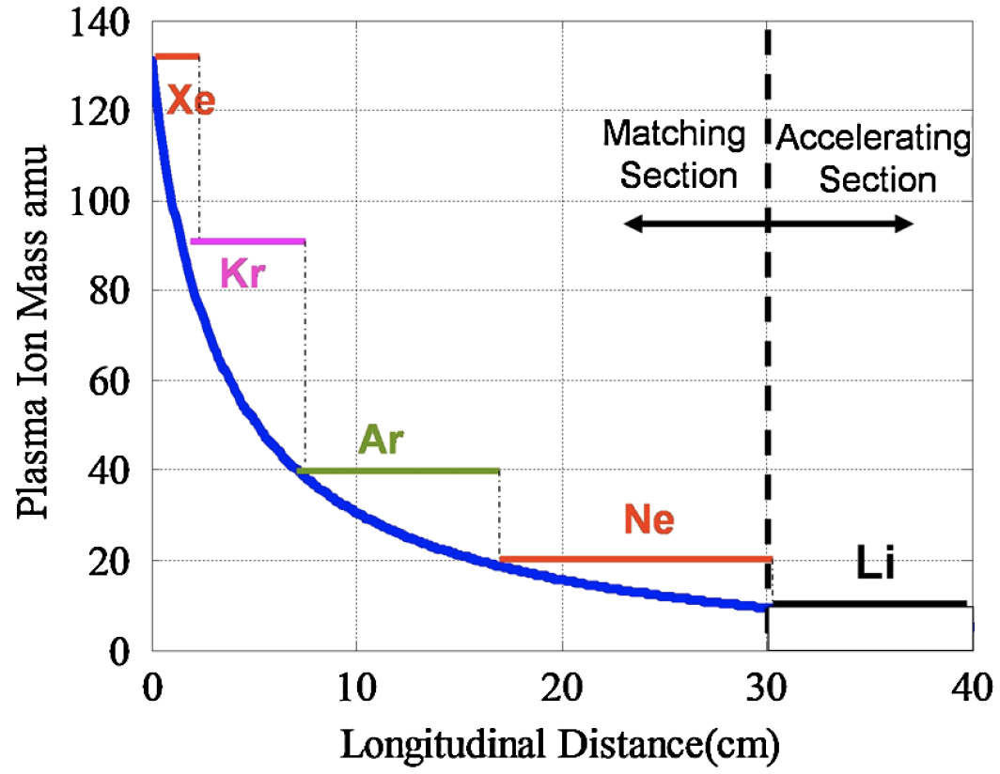 140
120
100
80
60
40
20
0
Plasma Ion Mass amu
Xe
Kr
Ar
Ne
Li
Matching
Section
Accelerating
Section
0 10 20 30 40
Longitudinal Distance(cm)